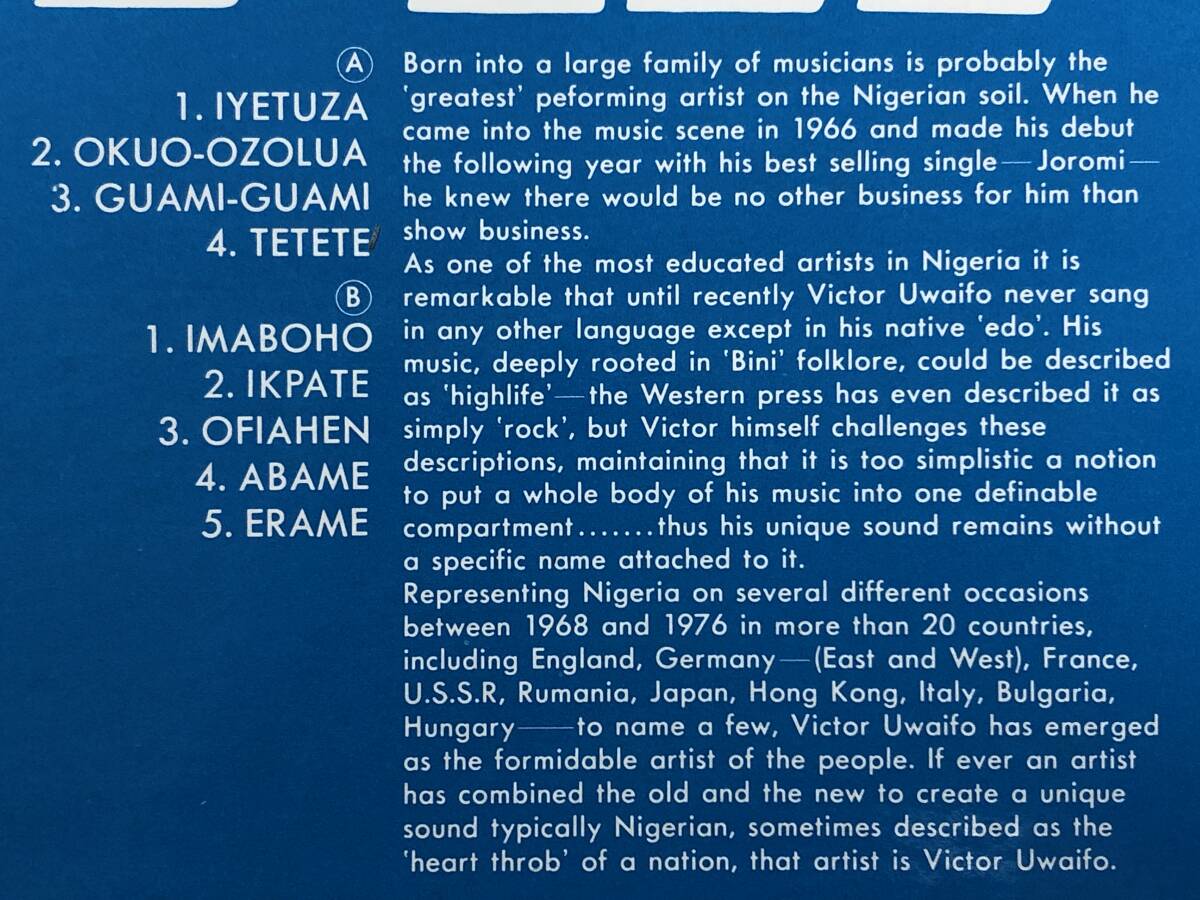 A
1. IYETUZA
2. OKUO-OZOLUA
3. GUAMI-GUAMI
4. TETETE
B
1. IMABOHO
2. IKPATE
3. OFIAHEN
4. ABAME
5. ERAME
Born into a large family of musicians is probably the
'greatest' peforming artist on the Nigerian soil. When he
came into the music scene in 1966 and made his debut
the following year with his best selling single—Joromi—
he knew there would be no other business for him than
show business.
As one of the most educated artists in Nigeria it is
remarkable that until recently Victor Uwaifo never sang
in any other language except in his native 'edo'. His
music, deeply rooted in 'Bini' folklore, could be described
as 'highlife'—the Western press has even described it as
simply 'rock', but Victor himself challenges these
descriptions, maintaining that it is too simplistic a notion
to put a whole body of his music into one definable
compartment.......thus his unique sound remains without
a specific name attached to it.
Representing Nigeria on several different occasions
between 1968 and 1976 in more than 20 countries,
including England, Germany—(East and West), France,
U.S.S.R, Rumania, Japan, Hong Kong, Italy, Bulgaria,
Hungary——to name a few, Victor Uwaifo has emerged
as the formidable artist of the people. If ever an artist
has combined the old and the new to create a unique
sound typically Nigerian, sometimes described as the
'heart throb' of a nation, that artist is Victor Uwaifo.